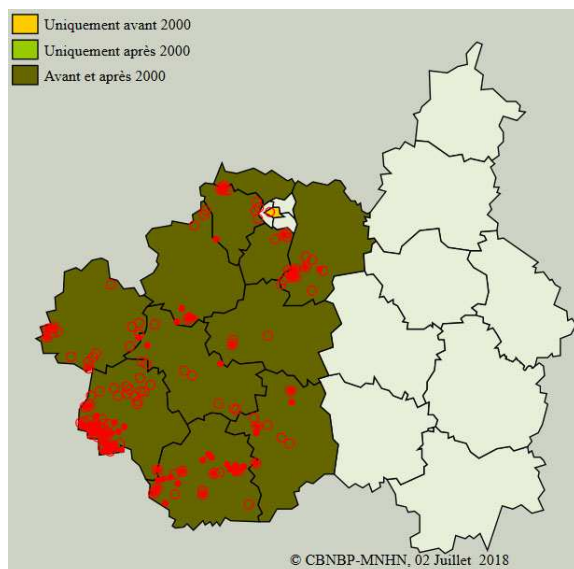 Uniquement avant 2000
Uniquement après 2000
Avant et après 2000
© CBNBP-MNHN, 02 Juillet 2018